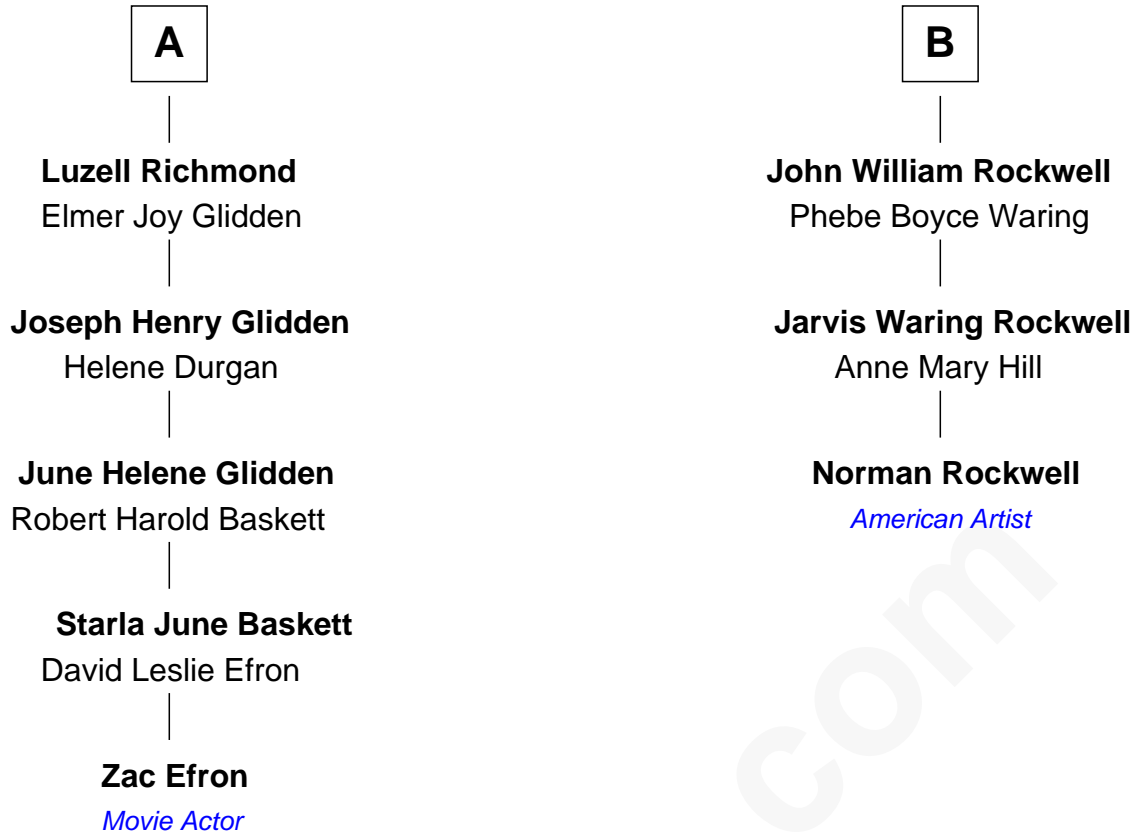 A
Luzell Richmond
Elmer Joy Glidden
Joseph Henry Glidden
Helene Durgan
June Helene Glidden
Robert Harold Baskett
Starla June Baskett
David Leslie Efron
Zac Efron
Movie Actor
B
John William Rockwell
Phebe Boyce Waring
Jarvis Waring Rockwell
Anne Mary Hill
Norman Rockwell
American Artist
com